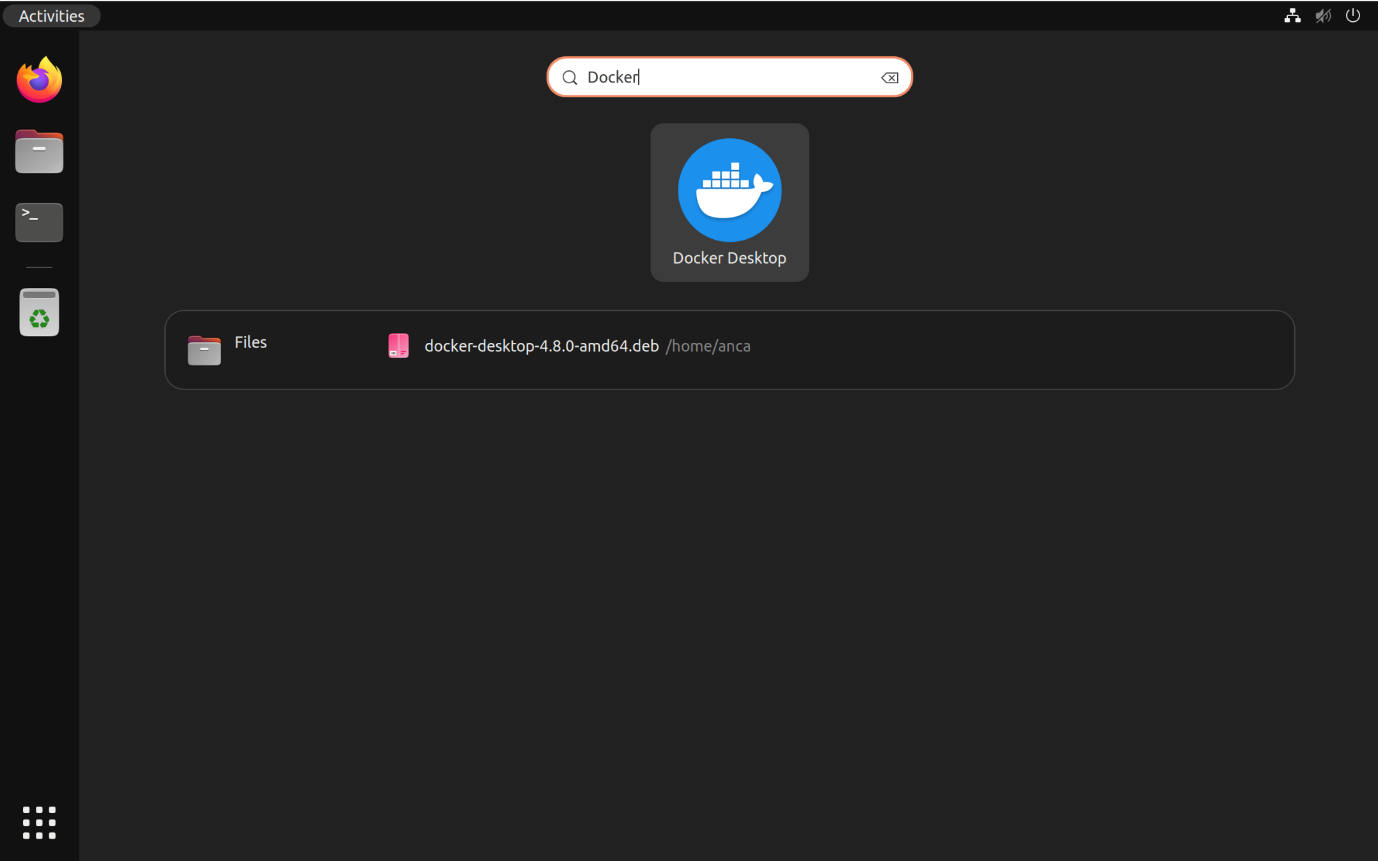 Activities
Docker
>_
Docker Desktop
Files
docker-desktop-4.8.0-amd64.deb /home/anca